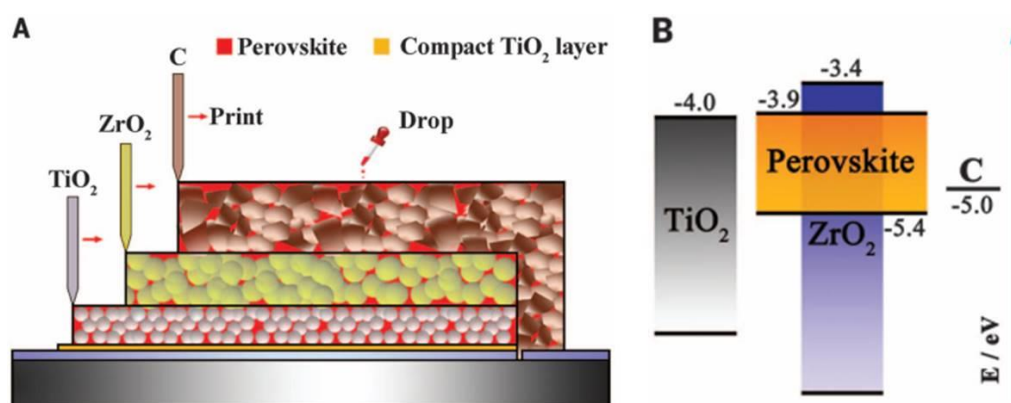 A
Perovskite
Compact TiO₂ layer
C
Print
Drop
ZrO₂
TiO₂
B
-3.4
-4.0
-3.9
Perovskite
TiO₂
ZrO₂
-5.4
C
-5.0
E / eV